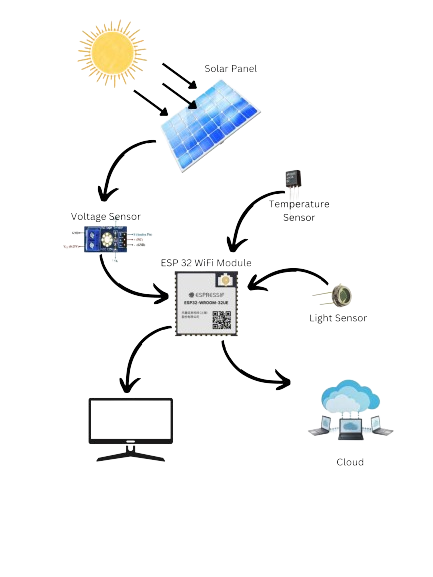 Solar Panel
Temperature
Sensor
Voltage Sensor
ESP 32 WiFi Module
ESPRESSIF
ESP32-WROOM-32UE
Light Sensor
Cloud